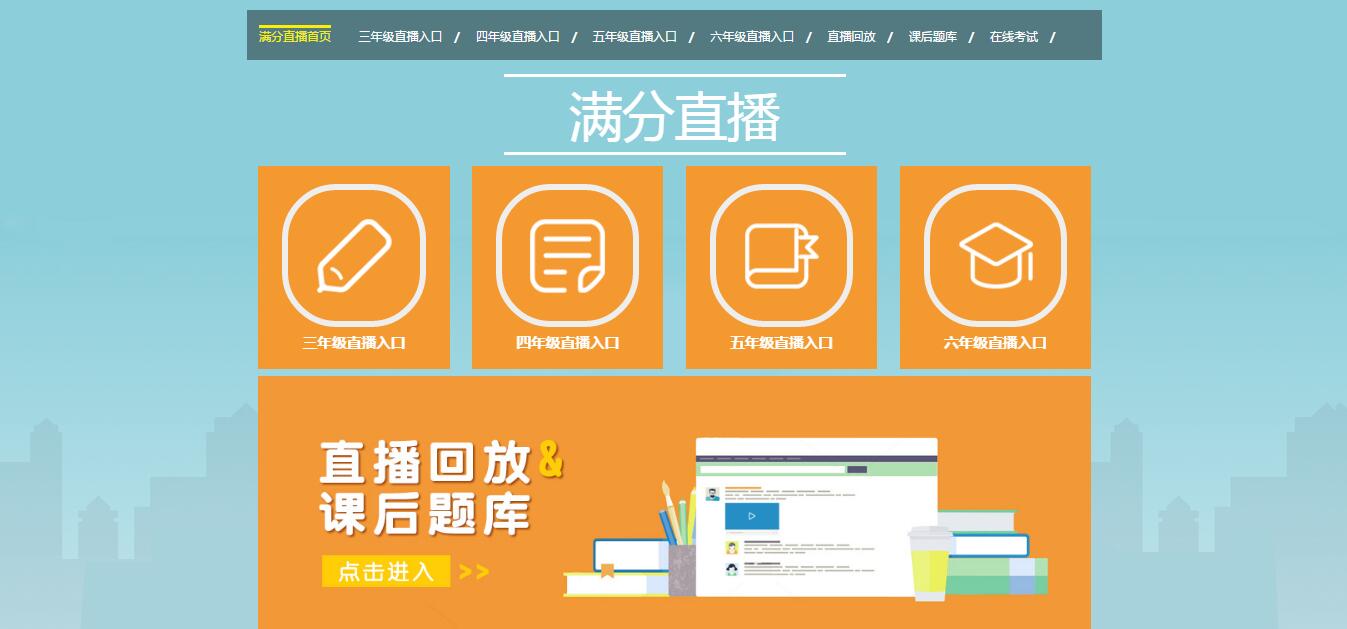 满分直播首页 三年级直播入口 / 四年级直播入口 / 五年级直播入口 / 六年级直播入口 / 直播回放 / 课后题库 / 在线考试 /
满分直播
三年级直播入口 四年级直播入口 五年级直播入口 六年级直播入口
直播回放&
课后题库
点击进入 >>